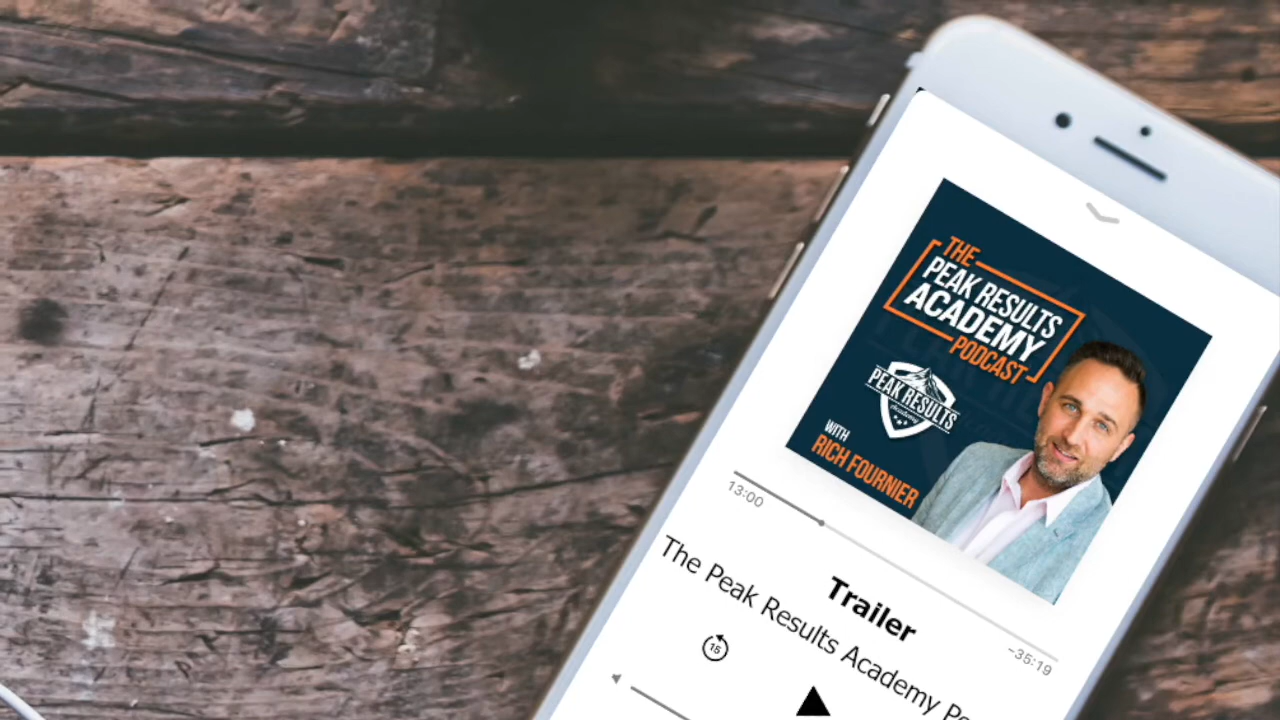 THE
PEAK RESULTS
ACADEMY
PODCAST
PEAK RESULTS
Academy
WITH
RICH FOURNIER
13:00
-35:19
Trailer
The Peak Results Academy Po
15